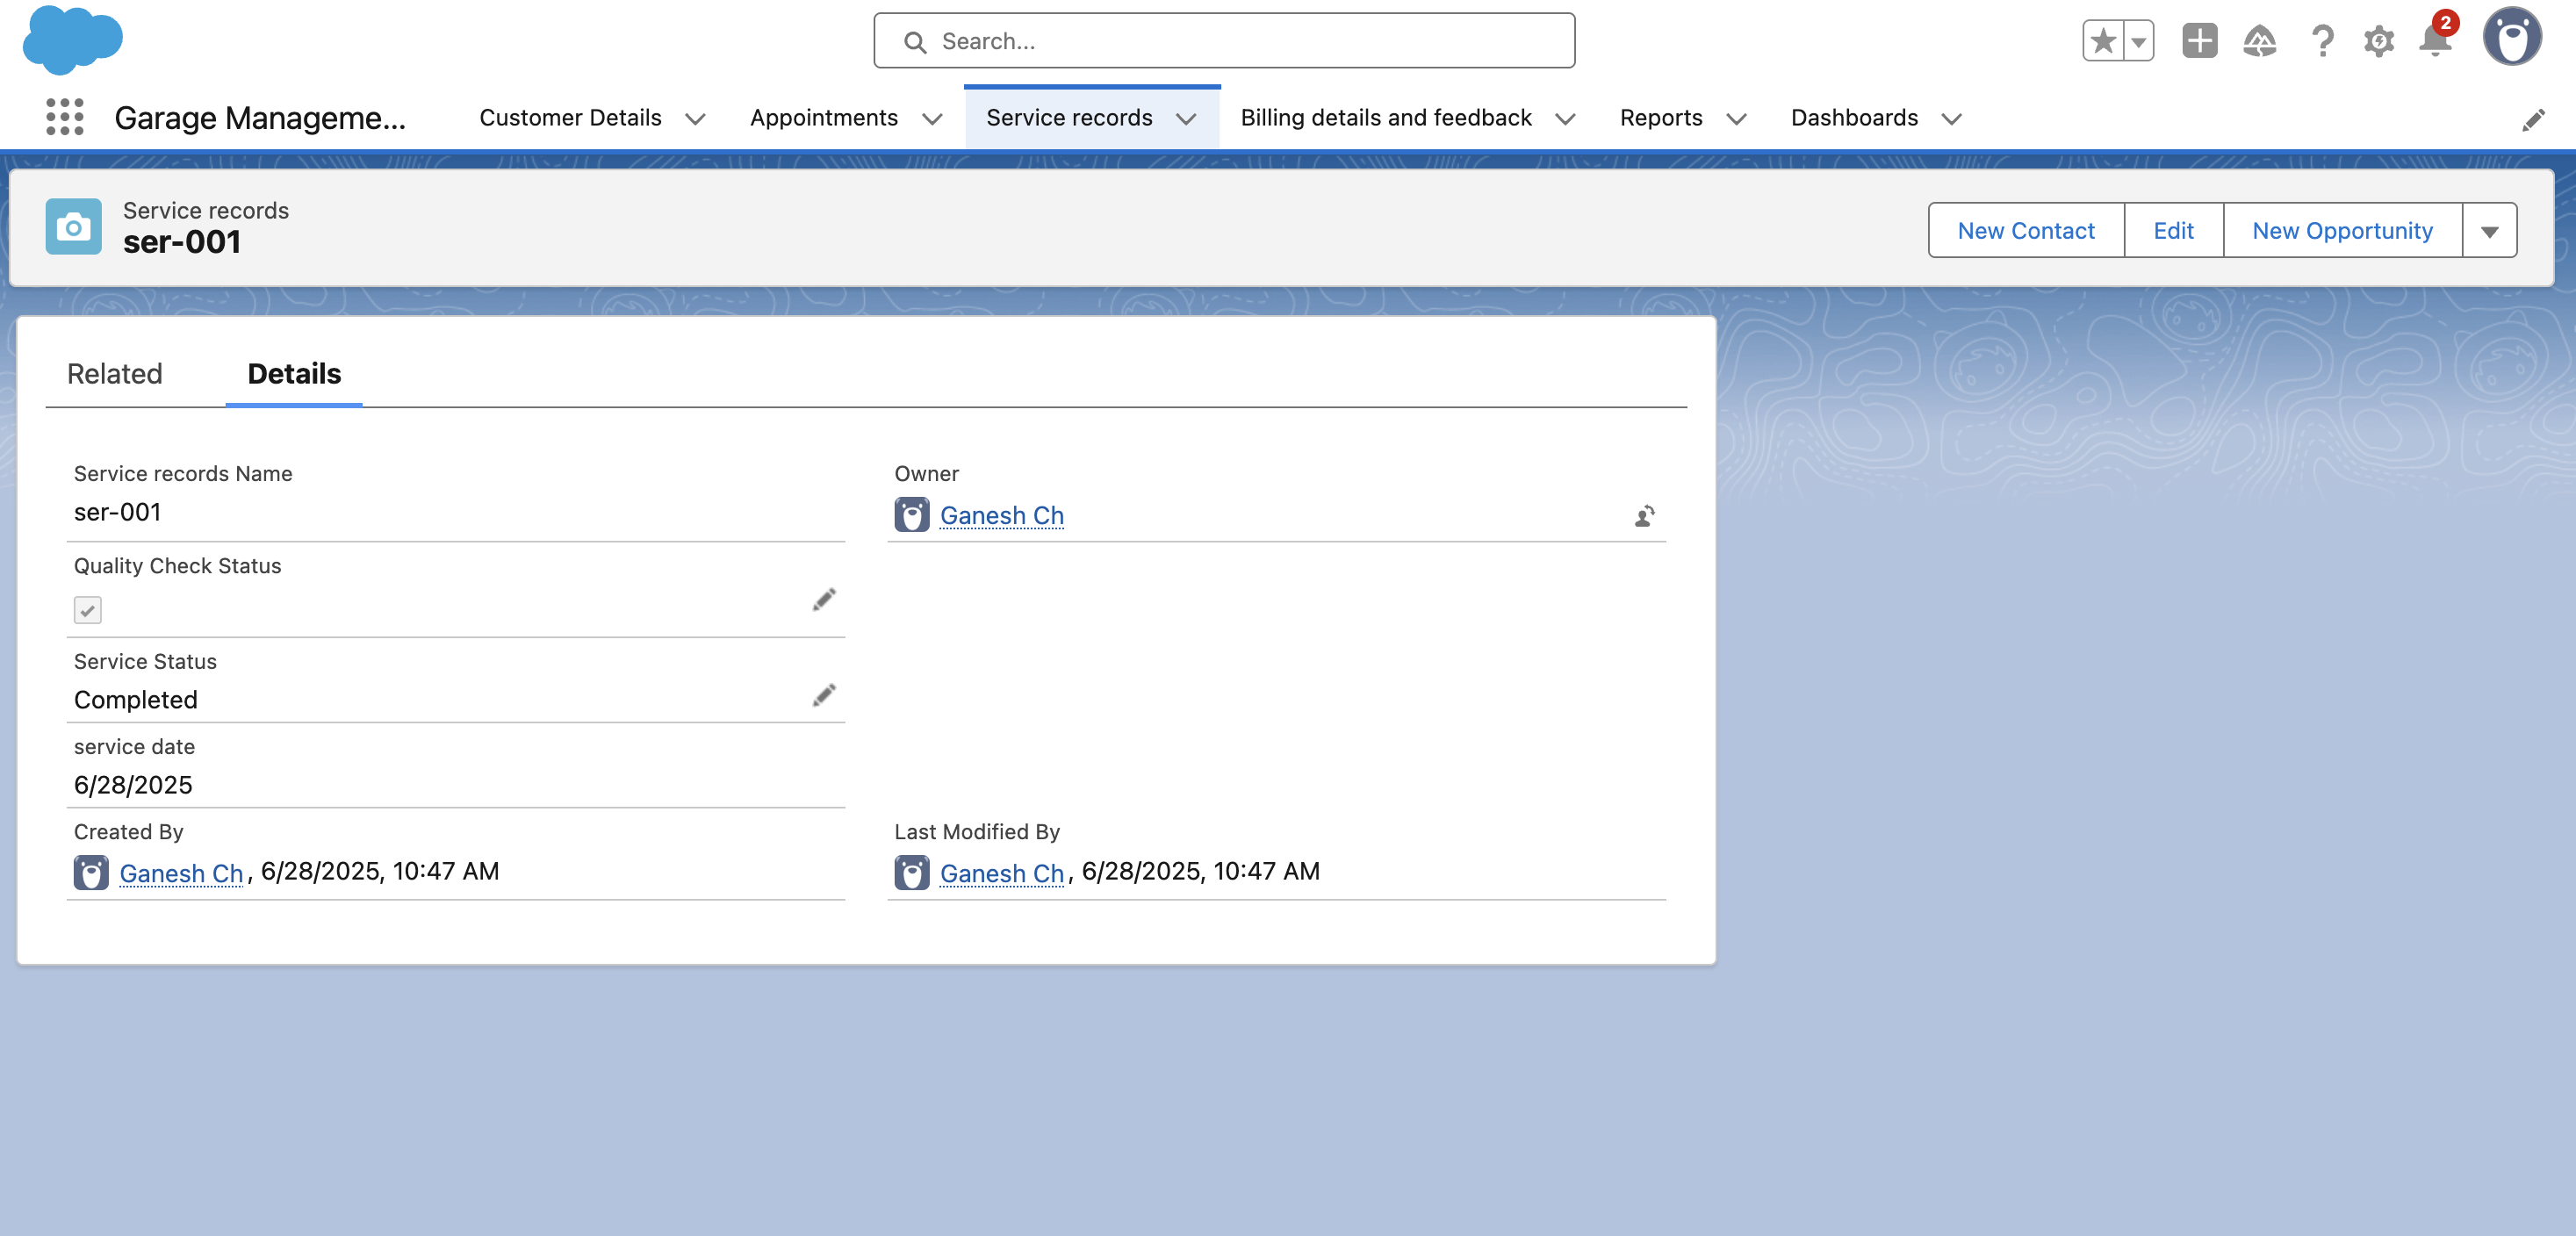 Search...
2
Garage Manageme...
Customer Details
Appointments
Service records
Billing details and feedback
Reports
Dashboards
Service records
ser-001
New Contact
Edit
New Opportunity
Related
Details
Service records Name
ser-001
Owner
Ganesh Ch
Quality Check Status
Service Status
Completed
service date
6/28/2025
Created By
Ganesh Ch, 6/28/2025, 10:47 AM
Last Modified By
Ganesh Ch, 6/28/2025, 10:47 AM